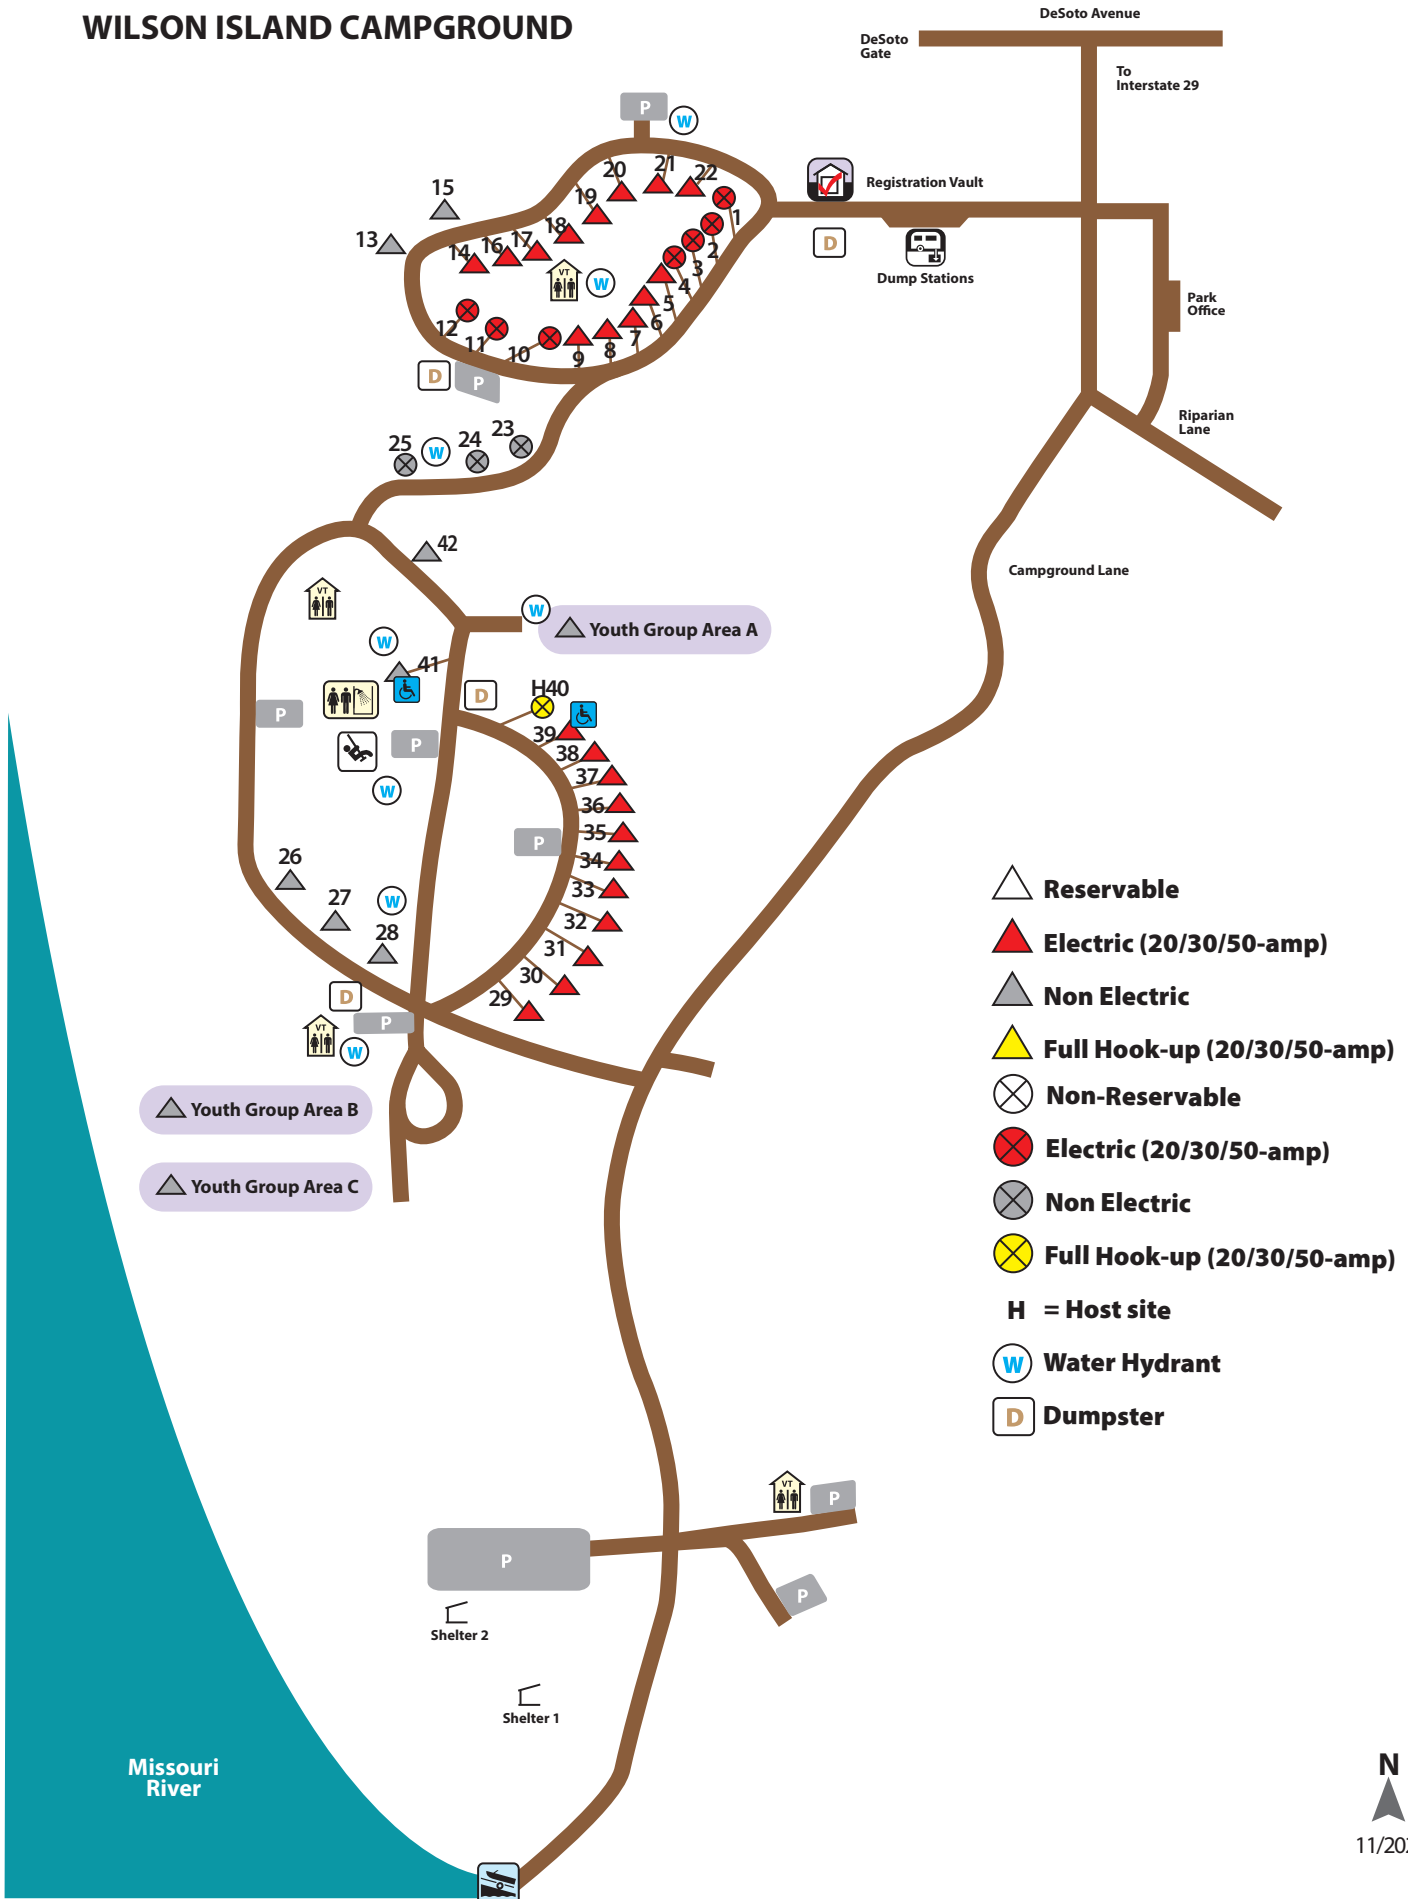 WILSON ISLAND CAMPGROUND
DeSoto Avenue
DeSoto
Gate
To
Interstate 29
P
W
20
21
22
15
19
1
Registration Vault
13
18
17
16
14
2
D
VT
W
3
Dump Stations
4
5
Park
Office
12
6
11
10
7
8
9
D
P
Riparian
Lane
23
24
25
W
42
Campground Lane
VT
W
Youth Group Area A
W
41
H40
D
P
39
P
38
37
W
36
35
P
34
26
33
27
W
32
28
31
30
29
D
P
VT
W
Youth Group Area B
Youth Group Area C
Reservable
Electric (20/30/50-amp)
Non Electric
Full Hook-up (20/30/50-amp)
Non-Reservable
Electric (20/30/50-amp)
Non Electric
Full Hook-up (20/30/50-amp)
H = Host site
W Water Hydrant
D Dumpster
VT
P
P
P
Shelter 2
Shelter 1
Missouri
River
N